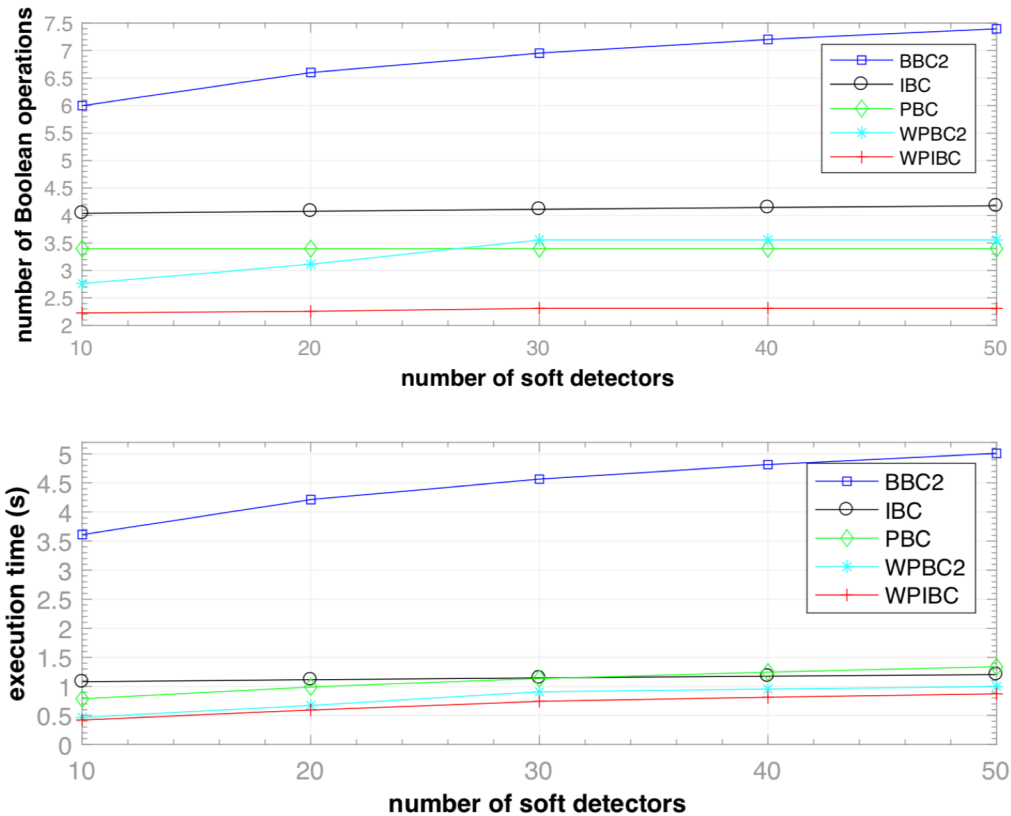 number of Boolean operations
7.5
7
6.5
6
5.5
5
4.5
4
3.5
3
2.5
2
BBC2
IBC
PBC
WPBC2
WPIBC
10 20 30 40 50
number of soft detectors
execution time (s)
5
4.5
4
3.5
3
2.5
2
1.5
1
0.5
0
BBC2
IBC
PBC
WPBC2
WPIBC
10 20 30 40 50
number of soft detectors